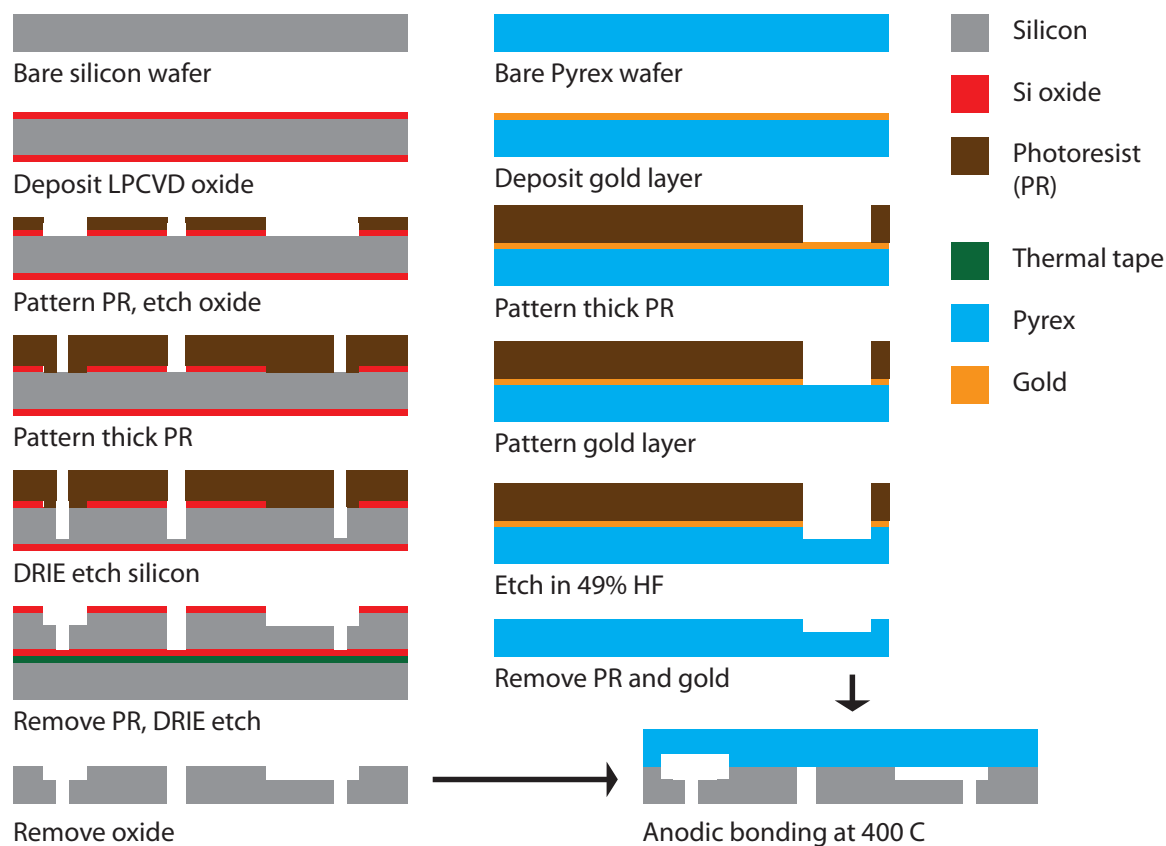 Bare silicon wafer
Deposit LPCVD oxide
Pattern PR, etch oxide
Pattern thick PR
DRIE etch silicon
Remove PR, DRIE etch
Remove oxide
Bare Pyrex wafer
Deposit gold layer
Pattern thick PR
Pattern gold layer
Etch in 49% HF
Remove PR and gold
Anodic bonding at 400 C
Silicon
Si oxide
Photoresist
(PR)
Thermal tape
Pyrex
Gold